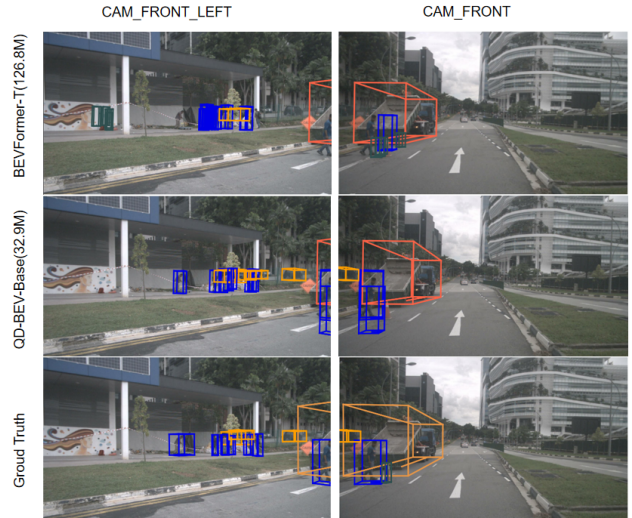 CAM_FRONT_LEFT
CAM_FRONT
BEVFormer-T(126.8M)
QD-BEV-Base(32.9M)
Groud Truth